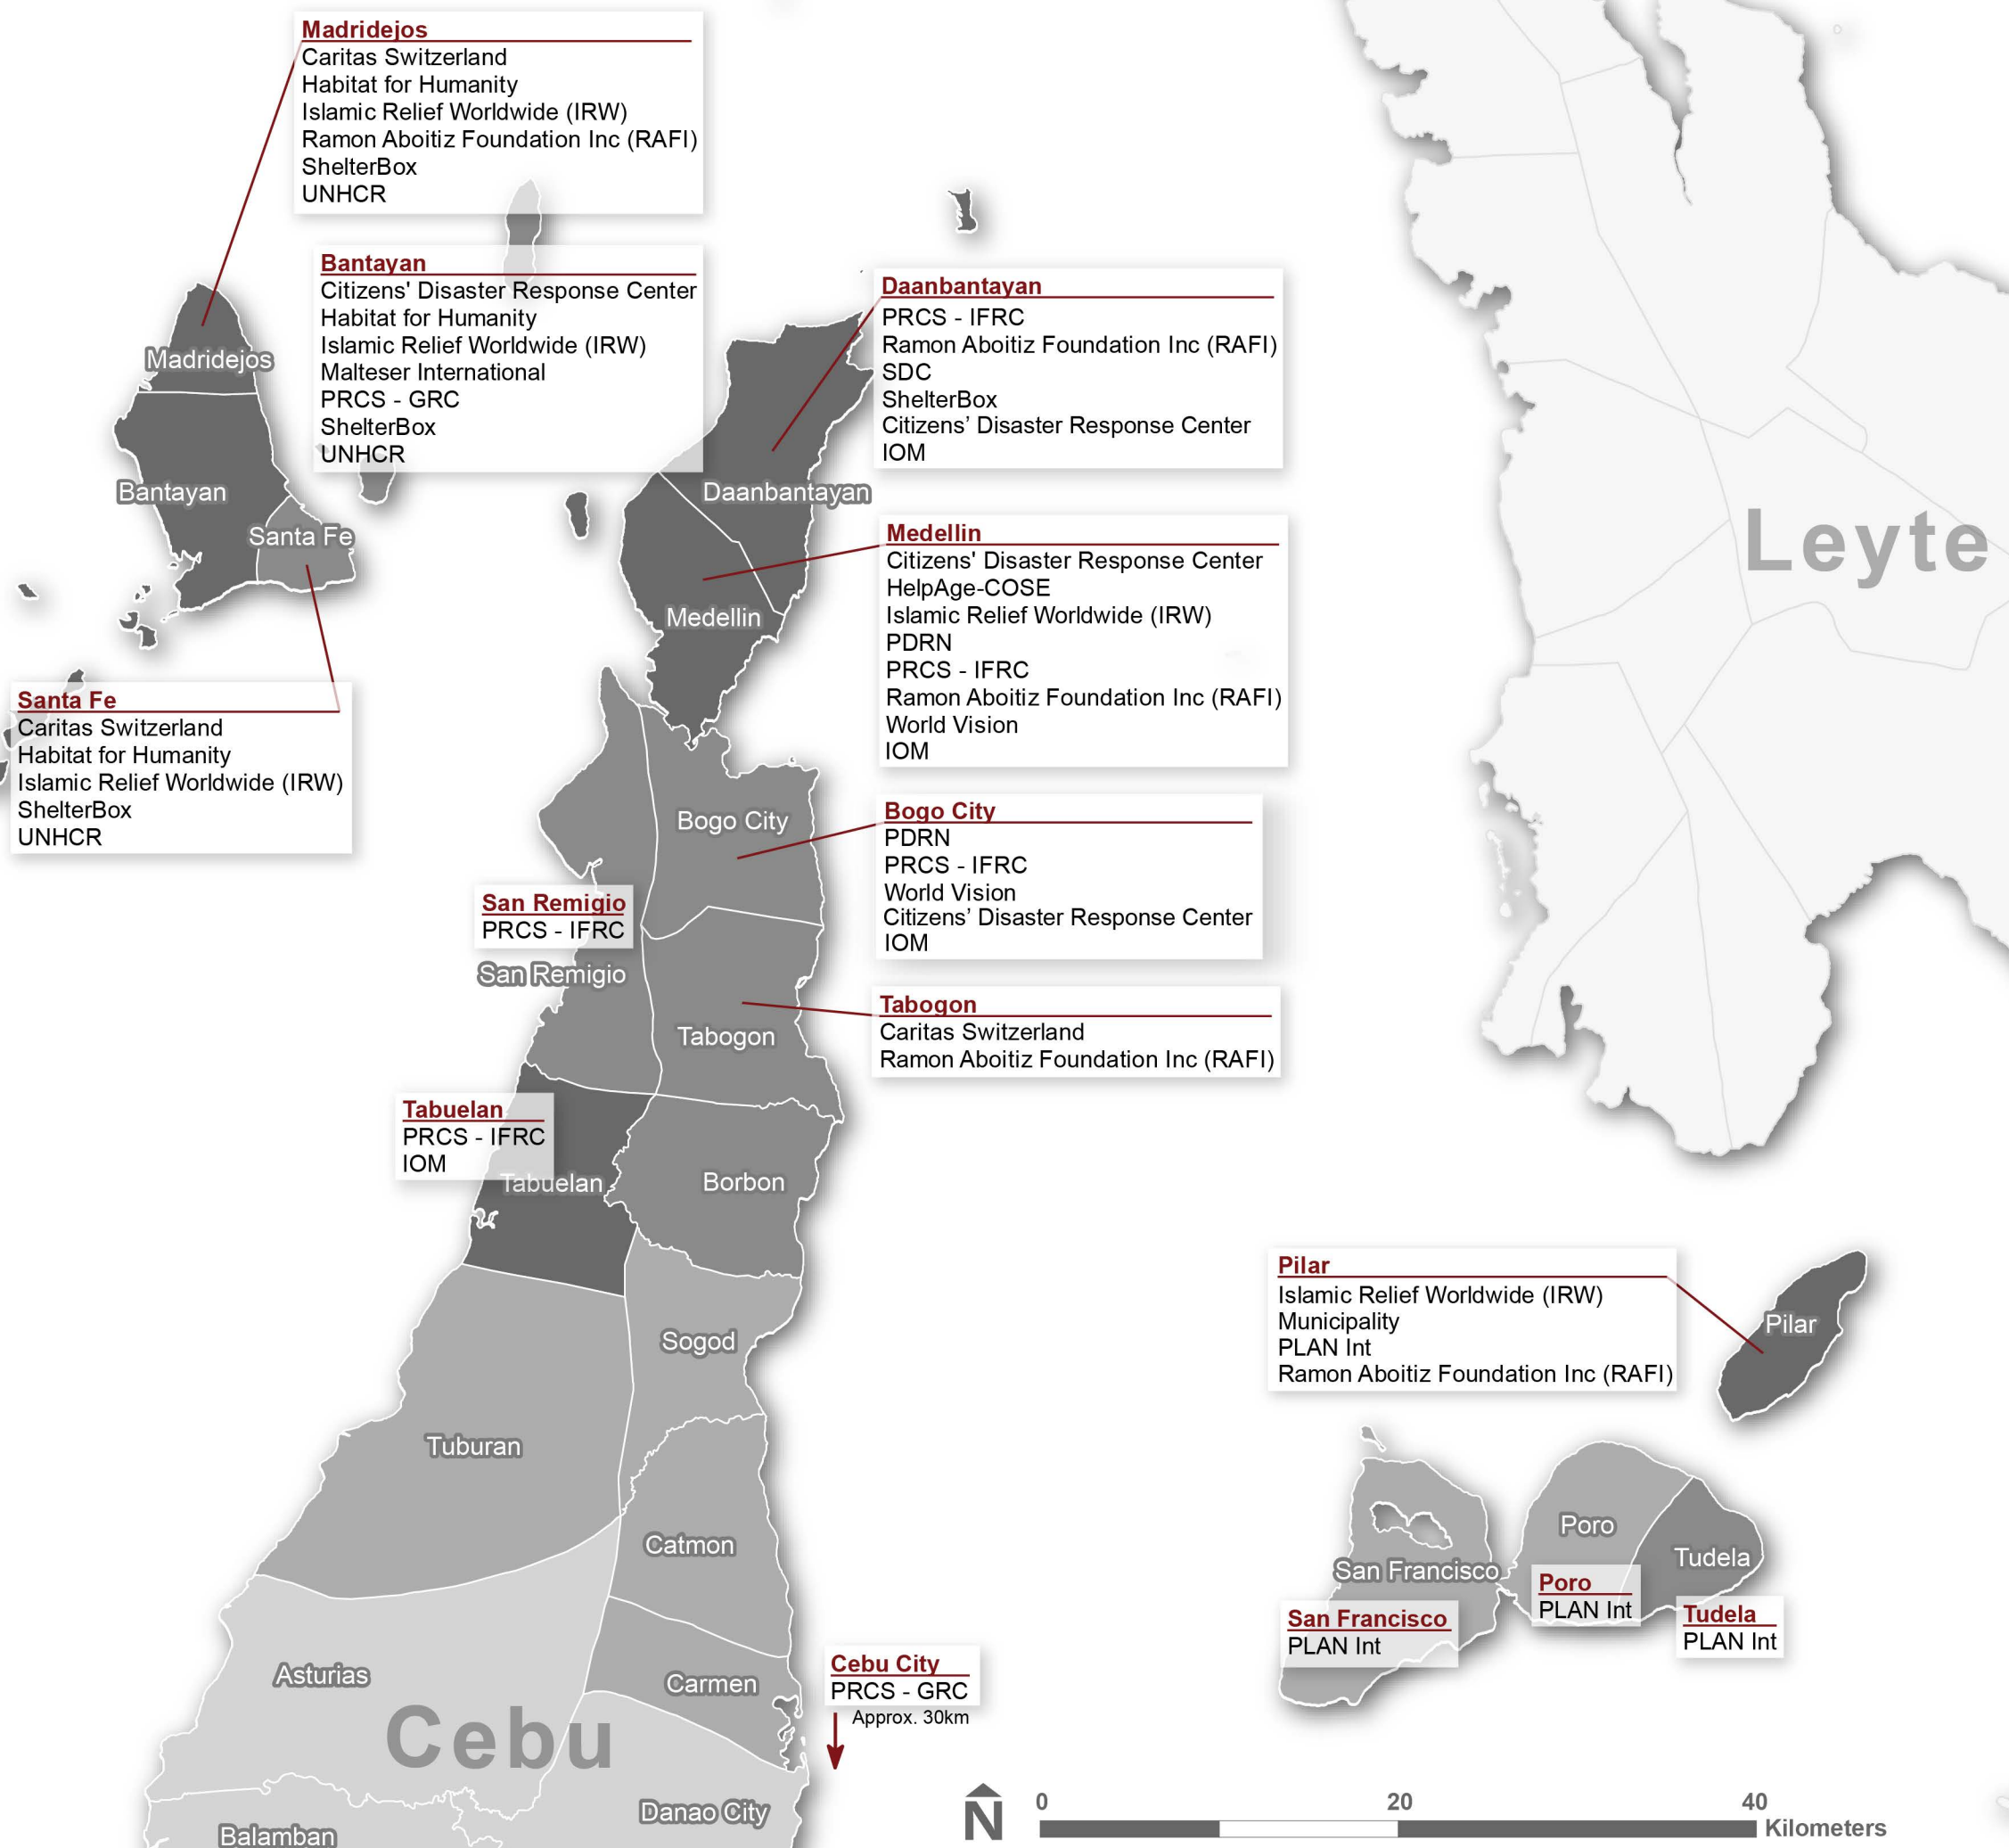 Madridejos
Caritas Switzerland
Habitat for Humanity
Islamic Relief Worldwide (IRW)
Ramon Aboitiz Foundation Inc (RAFI)
ShelterBox
UNHCR
Bantayan
Citizens' Disaster Response Center
Habitat for Humanity
Islamic Relief Worldwide (IRW)
Malteser International
PRCS - GRC
ShelterBox
UNHCR
Daanbantayan
PRCS - IFRC
Ramon Aboitiz Foundation Inc (RAFI)
SDC
ShelterBox
Citizens’ Disaster Response Center
IOM
Madridejos
Bantayan
Santa Fe
Daanbantayan
Medellin
Leyte
Medellin
Citizens' Disaster Response Center
HelpAge-COSE
Islamic Relief Worldwide (IRW)
PDRN
PRCS - IFRC
Ramon Aboitiz Foundation Inc (RAFI)
World Vision
IOM
Santa Fe
Caritas Switzerland
Habitat for Humanity
Islamic Relief Worldwide (IRW)
ShelterBox
UNHCR
Bogo City
Bogo City
PDRN
PRCS - IFRC
World Vision
Citizens’ Disaster Response Center
IOM
San Remigio
PRCS - IFRC
San Remigio
Tabogon
Caritas Switzerland
Ramon Aboitiz Foundation Inc (RAFI)
Tabogon
Tabuelan
PRCS - IFRC
IOM
Tabuelan
Borbon
Pilar
Islamic Relief Worldwide (IRW)
Municipality
PLAN Int
Ramon Aboitiz Foundation Inc (RAFI)
Pilar
Sogod
Tuburan
Catmon
Poro
Tudela
San Francisco
Poro
PLAN Int
San Francisco
PLAN Int
Tudela
PLAN Int
Asturias
Carmen
Cebu City
PRCS - GRC
Approx. 30km
Cebu
Danao City
Balamban
N
0 20 40
Kilometers